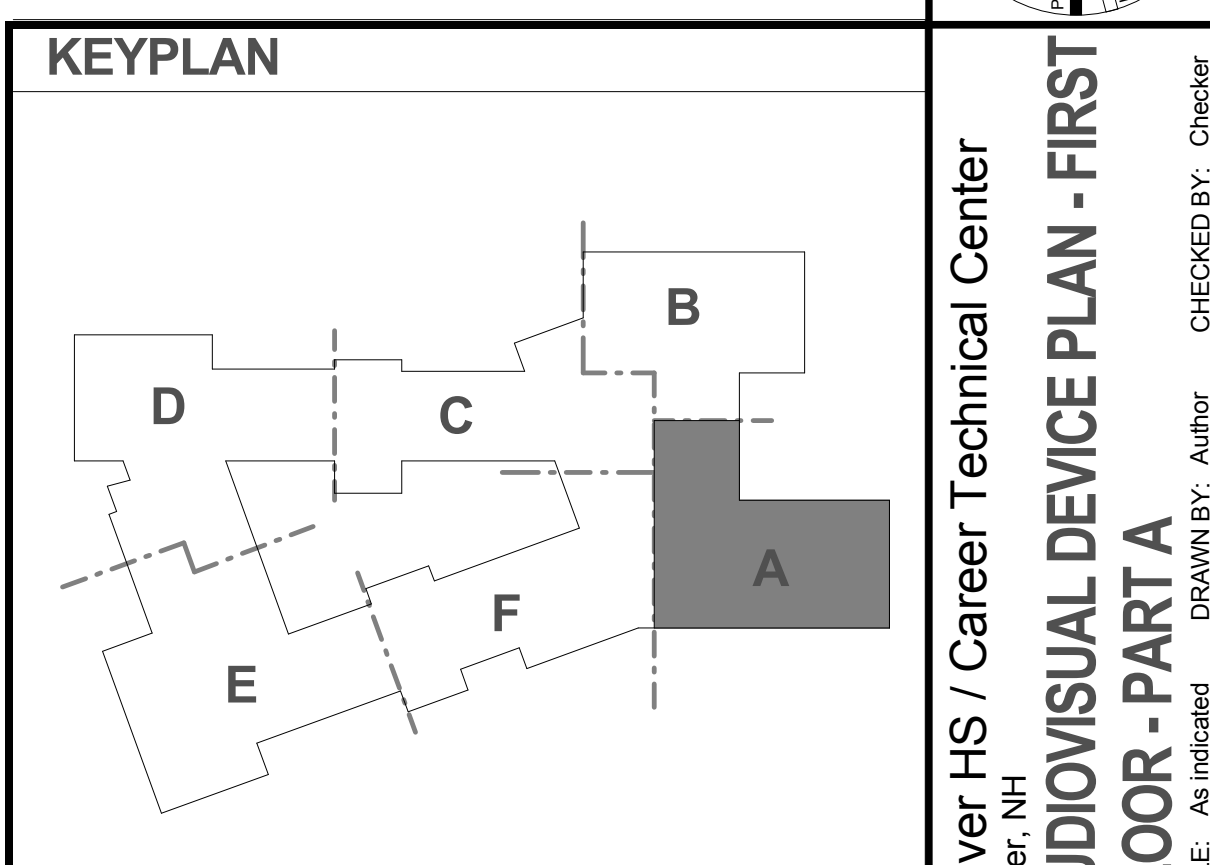 KEYPLAN
B
D
C
A
F
E
ver HS / Career Technical Center
er, NH
UDIOVISUAL DEVICE PLAN - FIRST
OOR - PART A
E: As indicated DRAWN BY: Author CHECKED BY: Checker